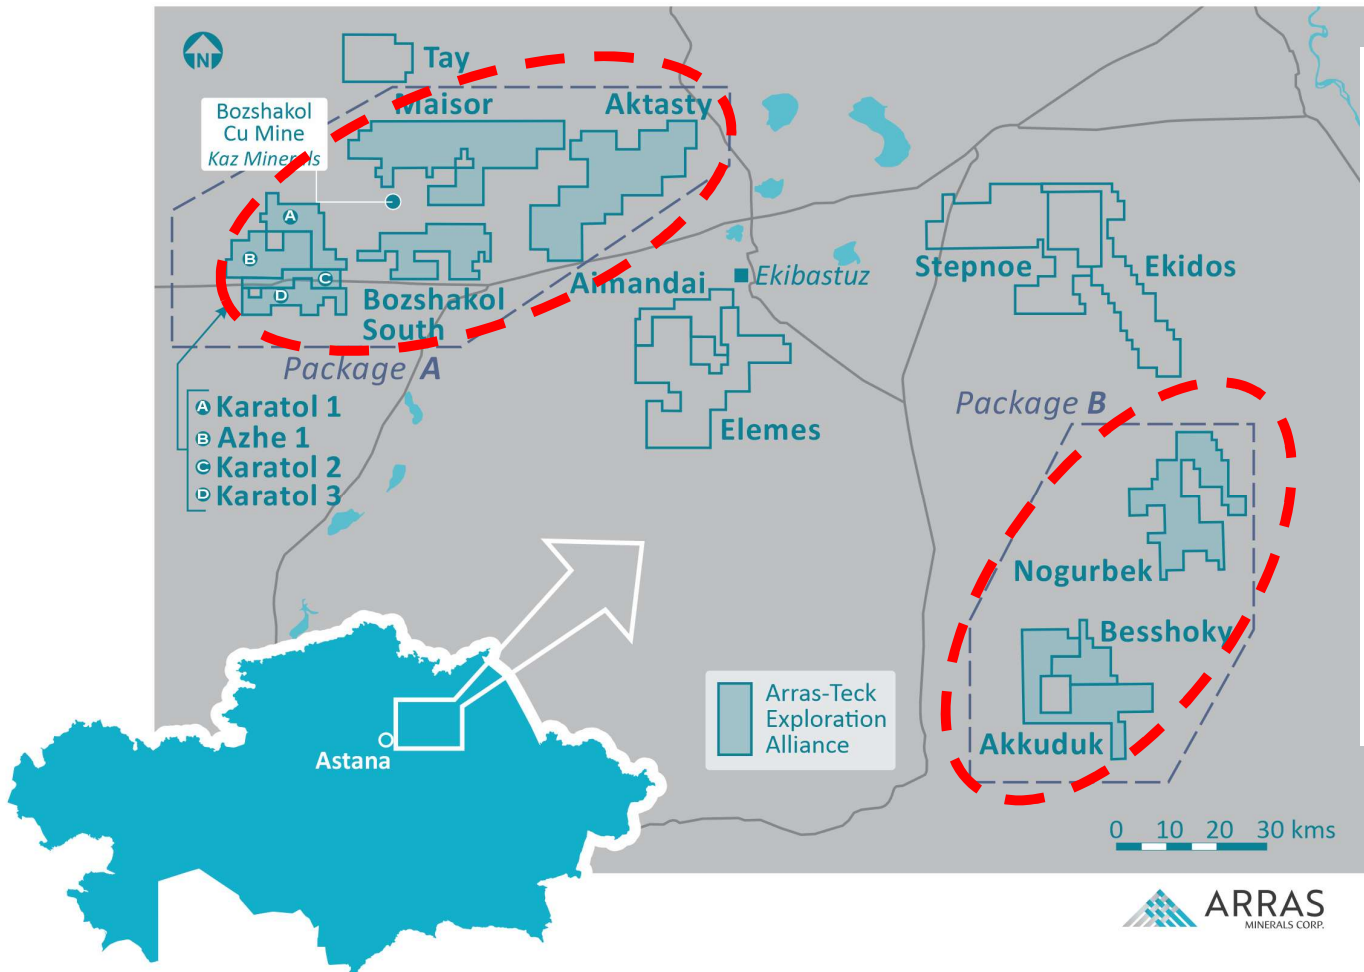 N
Tay
Bozshakol
Cu Mine
Kaz Minerals
Maisor
Aktasty
A
B
C
D
Bozshakol
South
Aimandai
Ekibastuz
Stepnoe
Ekidos
Package A
A Karatol 1
B Azhe 1
C Karatol 2
D Karatol 3
Elemes
Package B
Nogurbek
Besshoky
Akkuduk
Arras-Teck
Exploration
Alliance
Astana
0 10 20 30 kms
ARRAS
MINERALS CORP.